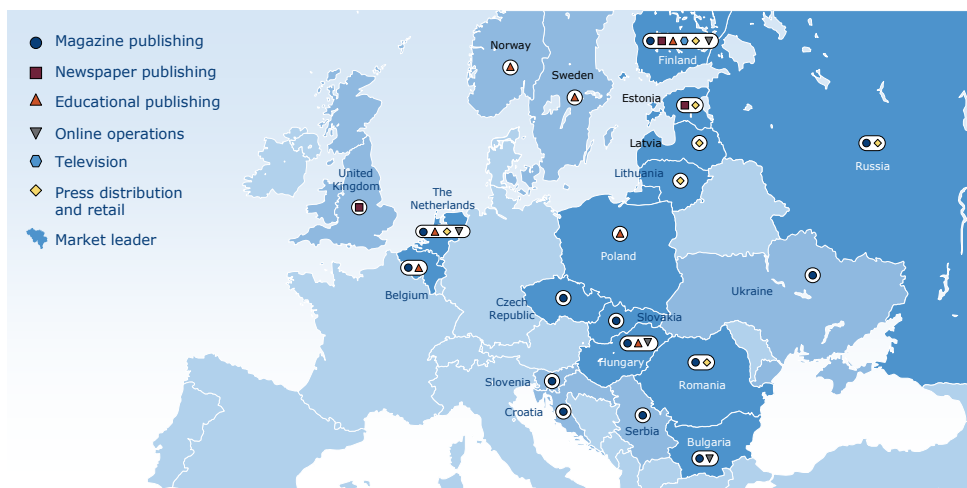 Magazine publishing
Newspaper publishing
Educational publishing
Online operations
Television
Press distribution
and retail
Market leader
Norway
Sweden
Finland
Estonia
Latvia
Lithuania
Russia
United
Kingdom
The
Netherlands
Belgium
Poland
Ukraine
Czech
Republic
Slovakia
Hungary
Slovenia
Romania
Croatia
Serbia
Bulgaria